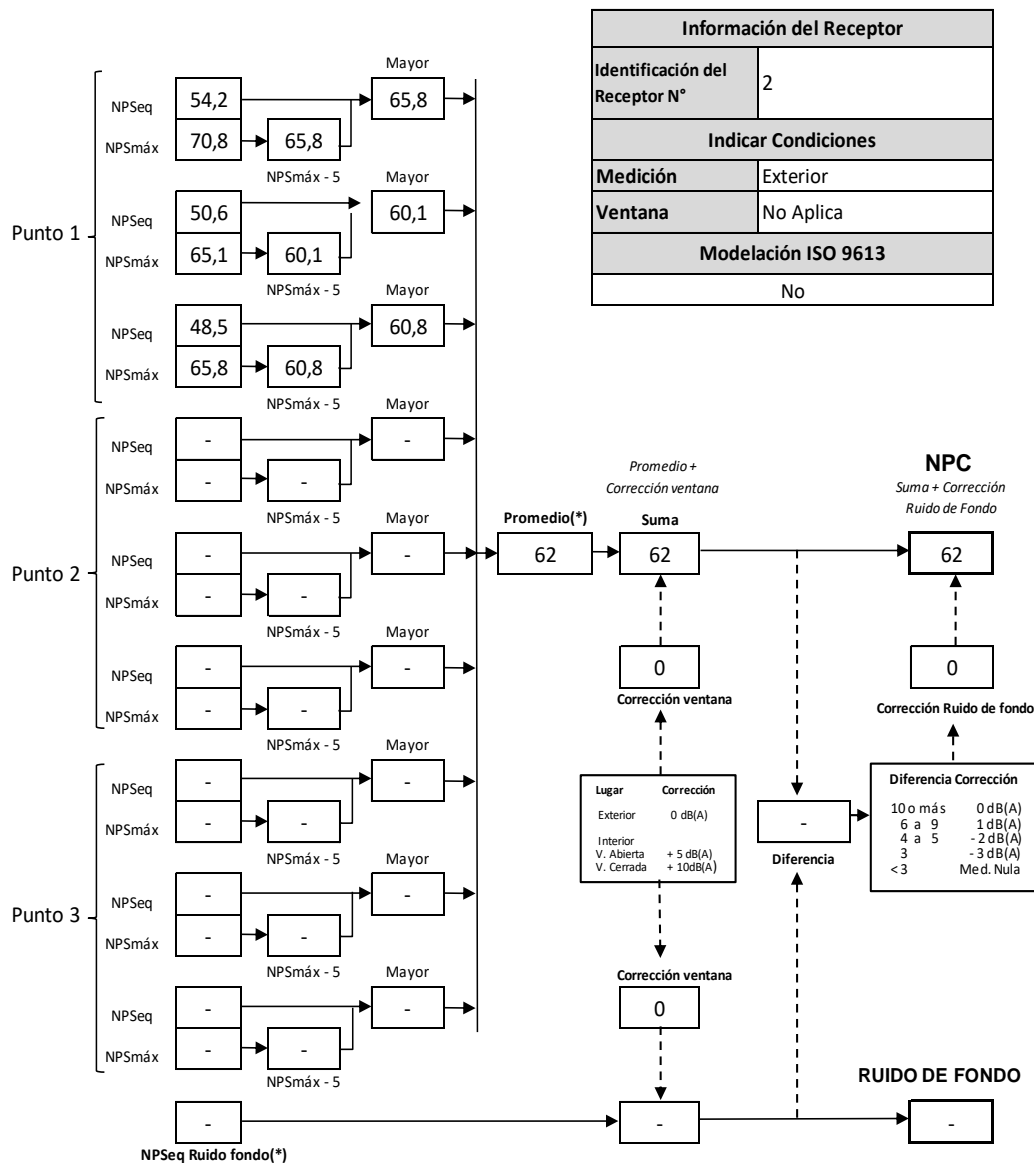 Información del Receptor
Identificación del Receptor N°
2
Indicar Condiciones
Medición
Exterior
Ventana
No Aplica
Modelación ISO 9613
No
Punto 1
Mayor
NPSeq
54,2
65,8
NPSmáx
70,8
65,8
NPSmáx - 5
Mayor
NPSeq
50,6
60,1
NPSmáx
65,1
60,1
NPSmáx - 5
Mayor
NPSeq
48,5
60,8
NPSmáx
65,8
60,8
NPSmáx - 5
Punto 2
Mayor
NPSeq
-
-
NPSmáx
-
-
NPSmáx - 5
Mayor
NPSeq
-
-
NPSmáx
-
-
NPSmáx - 5
Mayor
NPSeq
-
-
NPSmáx
-
-
NPSmáx - 5
Punto 3
Mayor
NPSeq
-
-
NPSmáx
-
-
NPSmáx - 5
Mayor
NPSeq
-
-
NPSmáx
-
-
NPSmáx - 5
Mayor
NPSeq
-
-
NPSmáx
-
-
NPSmáx - 5
Promedio(*)
62
Promedio +
Corrección ventana
Suma
62
NPC
Suma + Corrección
Ruido de Fondo
62
0
Corrección ventana
0
Corrección Ruido de fondo
Lugar Corrección
Exterior 0 dB(A)
Interior
V. Abierta + 5 dB(A)
V. Cerrada + 10dB(A)
-
Diferencia
Diferencia Corrección
10 o más 0 dB(A)
6 a 9 1 dB(A)
4 a 5 - 2 dB(A)
3 - 3 dB(A)
< 3 Med. Nula
Corrección ventana
0
RUIDO DE FONDO
-
-
-
NPSeq Ruido fondo(*)